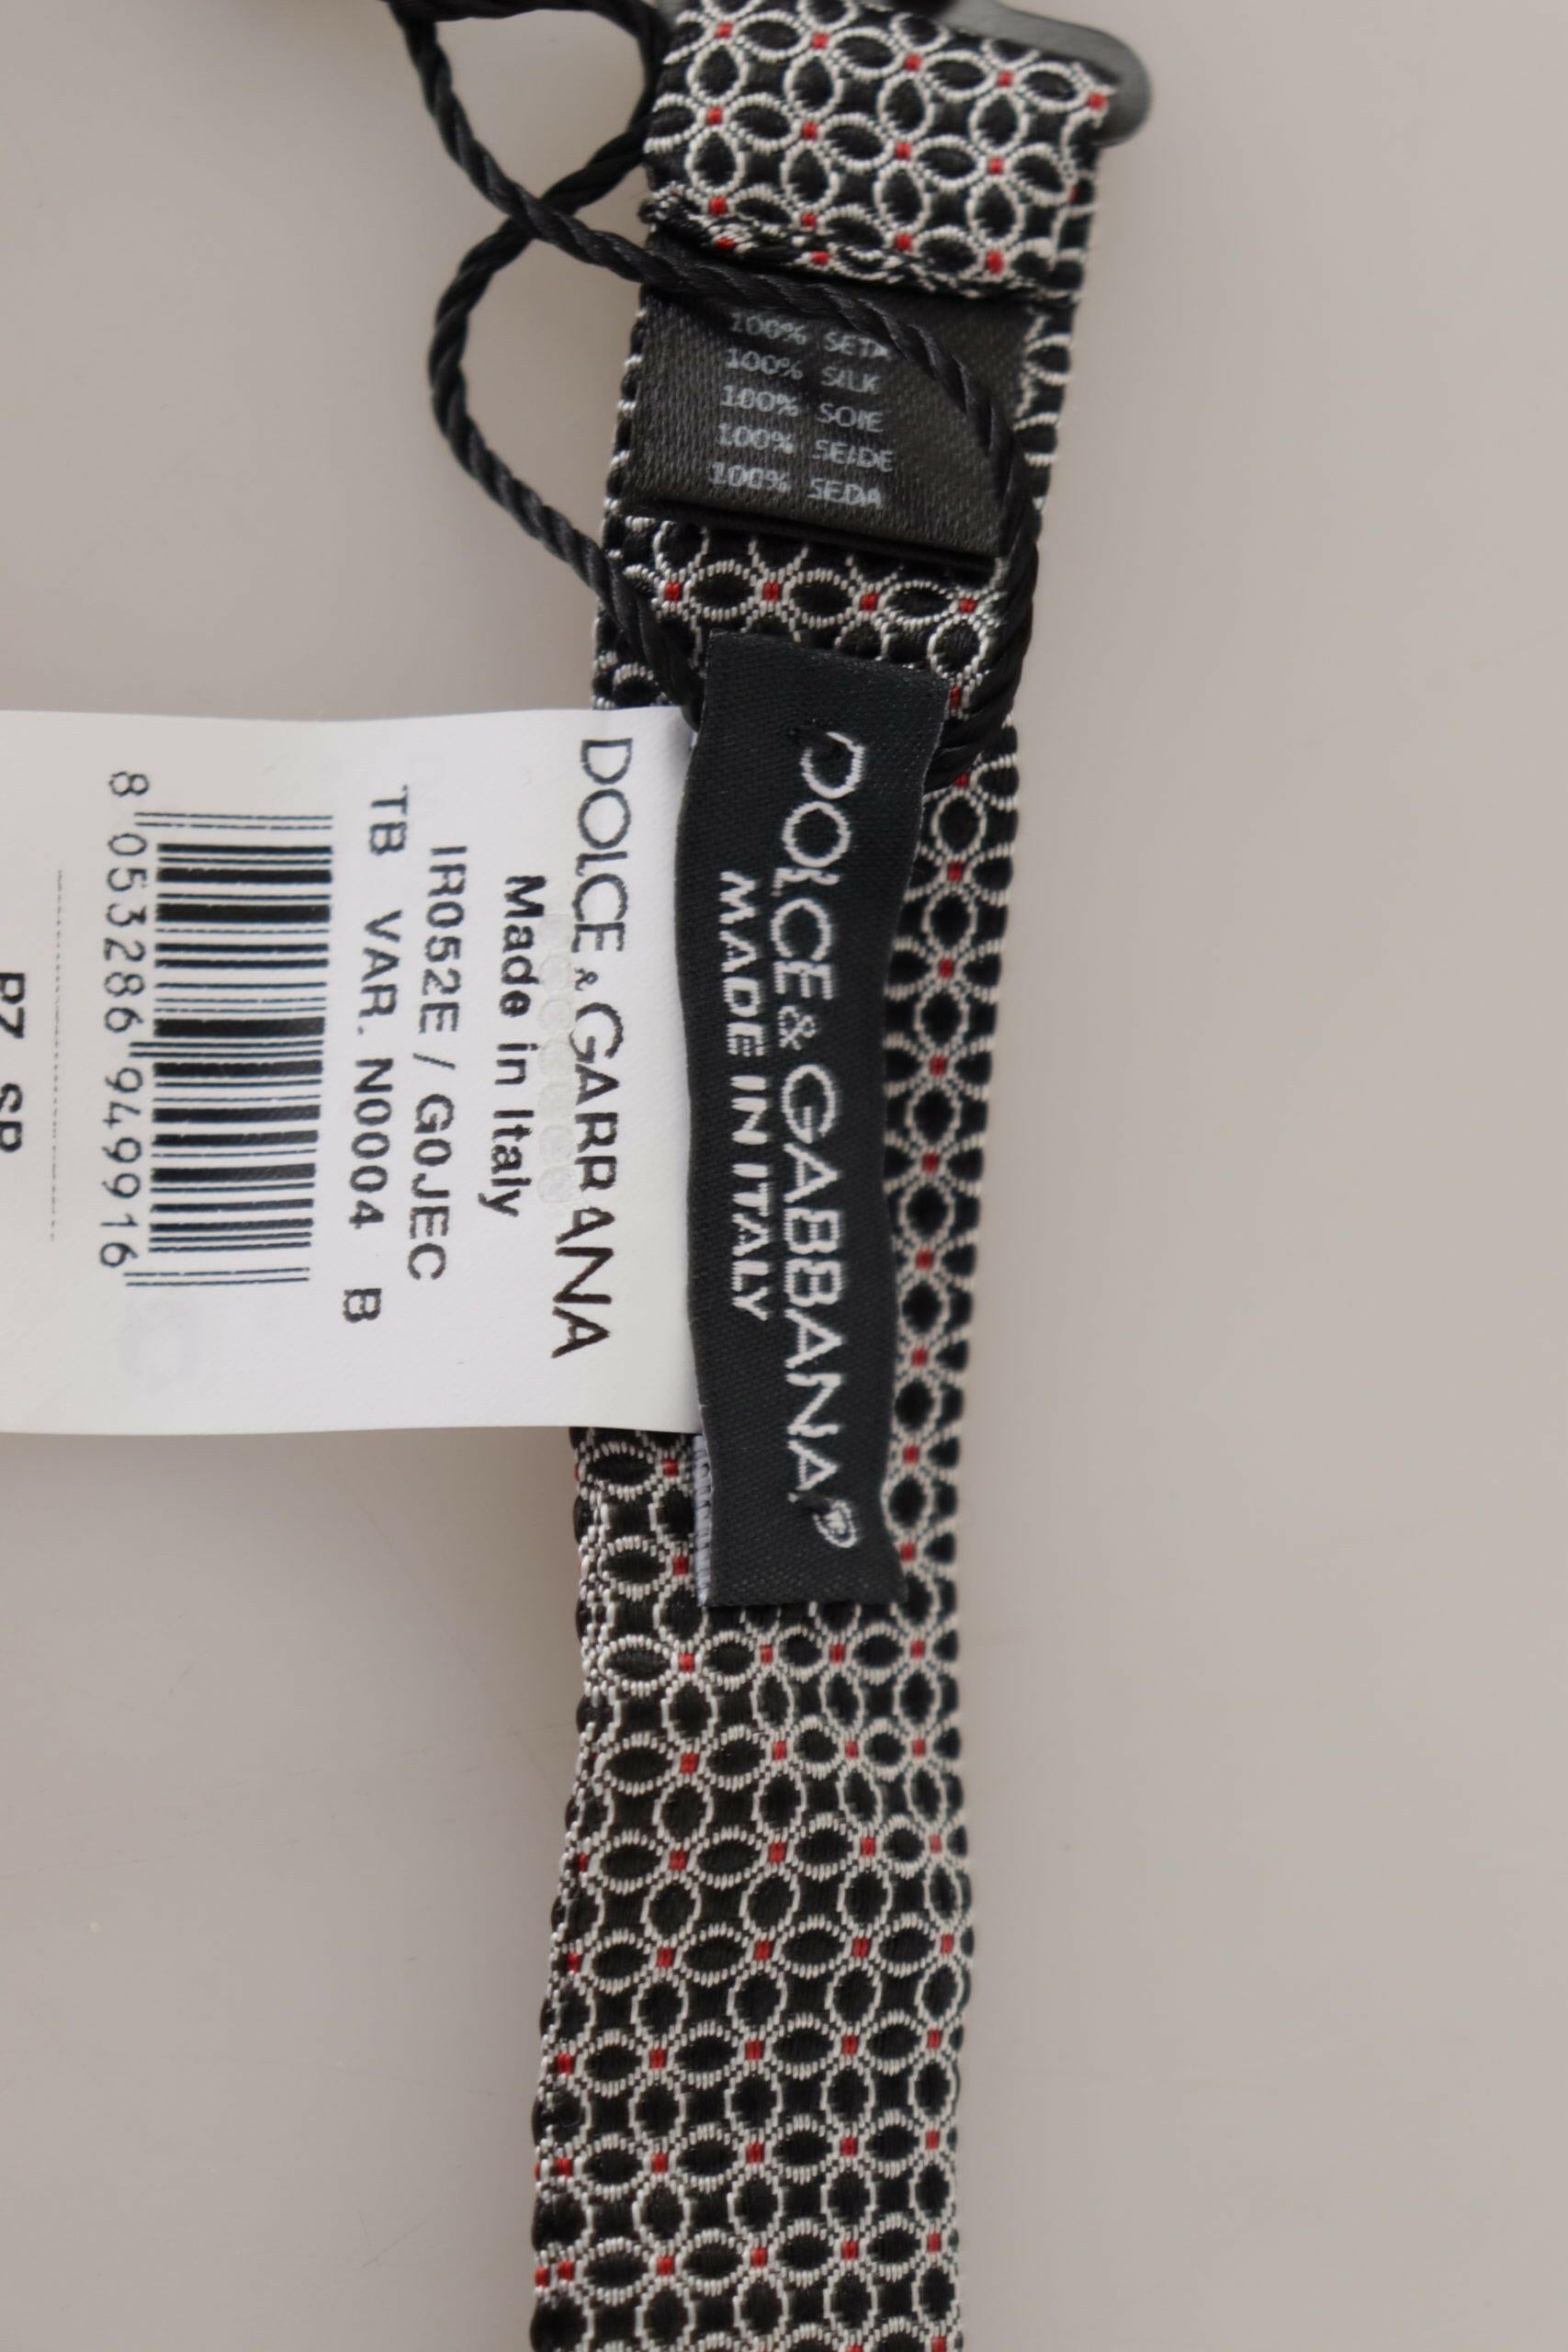 100% SETA
100% SILK
100% SOIE
100% SEIDE
100% SEDA
DOLCE & GABBANA
MADE IN ITALY
DOLCE & GABBANA
Made in Italy
IR052E / G0JEC
TB VAR. N0004 B
8 053286 949916